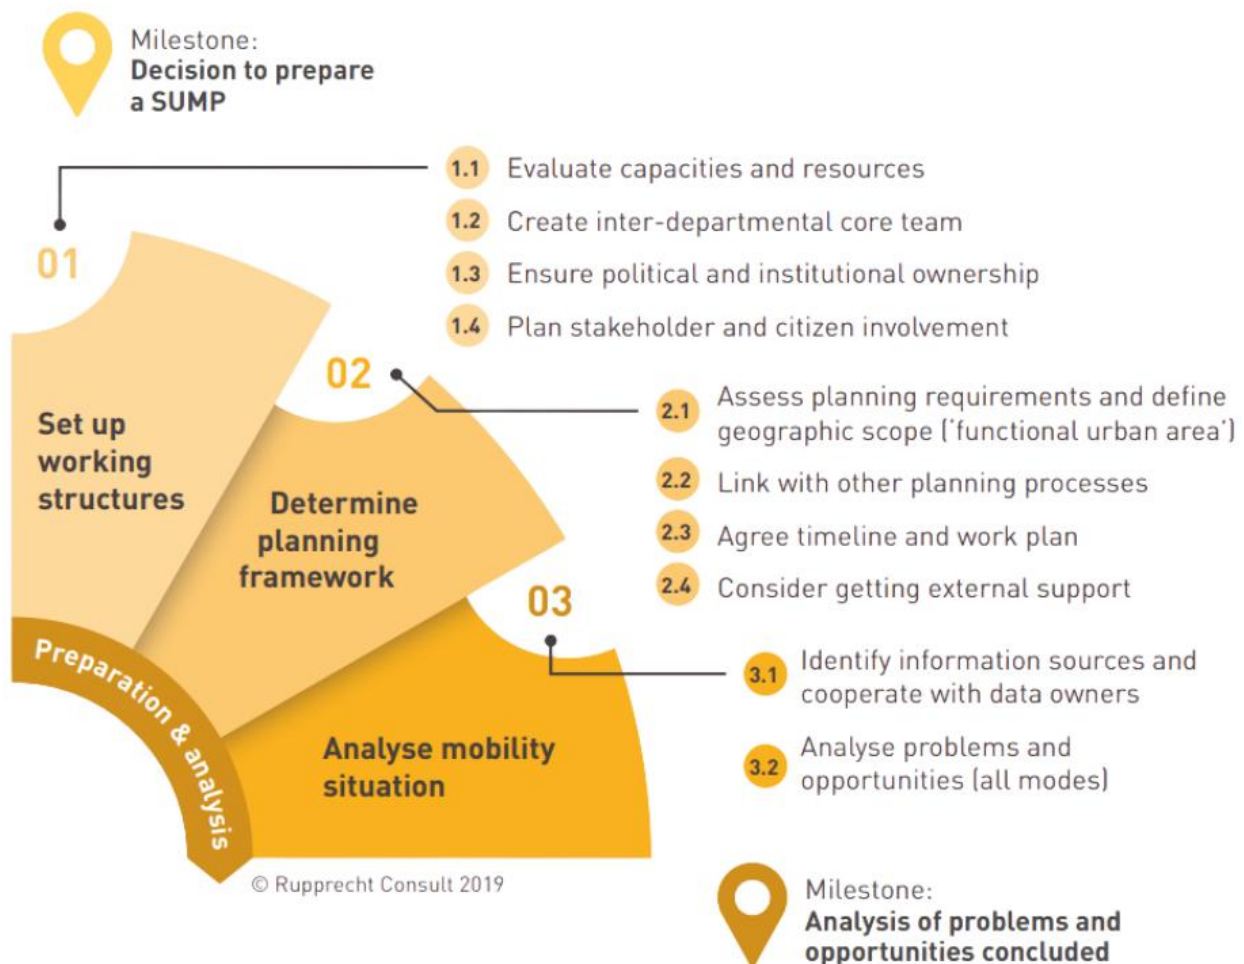 Milestone:
Decision to prepare
a SUMP
01
1.1 Evaluate capacities and resources
1.2 Create inter-departmental core team
1.3 Ensure political and institutional ownership
1.4 Plan stakeholder and citizen involvement
Set up
working
structures
02
2.1 Assess planning requirements and define
geographic scope (‘functional urban area’)
2.2 Link with other planning processes
2.3 Agree timeline and work plan
2.4 Consider getting external support
Determine
planning
framework
03
3.1 Identify information sources and
cooperate with data owners
3.2 Analyse problems and
opportunities (all modes)
Analyse mobility
situation
Preparation & analysis
© Rupprecht Consult 2019
Milestone:
Analysis of problems and
opportunities concluded